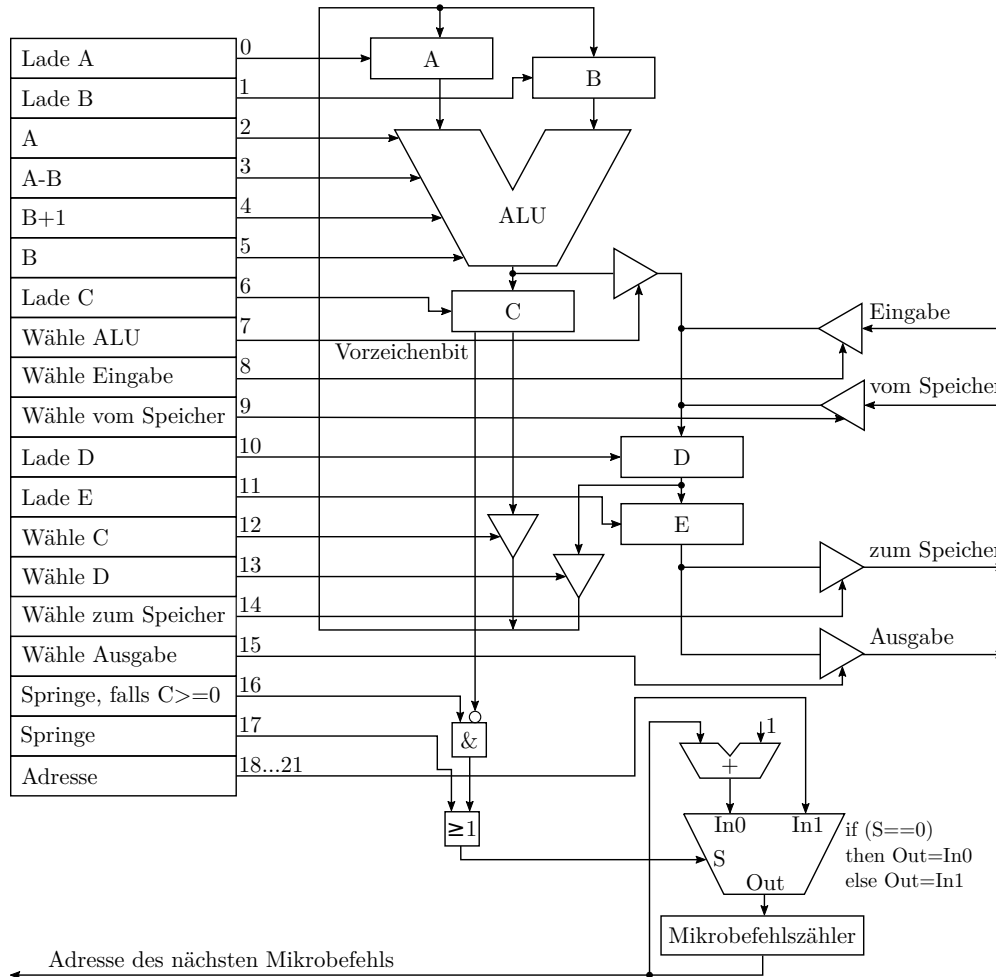 Lade A
0
Lade B
1
A
2
A-B
3
B+1
4
B
5
Lade C
6
Wähle ALU
7
Wähle Eingabe
8
Wähle vom Speicher
9
Lade D
10
Lade E
11
Wähle C
12
Wähle D
13
Wähle zum Speicher
14
Wähle Ausgabe
15
Springe, falls C>=0
16
Springe
17
Adresse
18...21
A
B
ALU
C
Vorzeichenbit
Eingabe
vom Speicher
D
E
zum Speicher
Ausgabe
&
≥1
1
+
In0
In1
S
Out
if (S==0)
then Out=In0
else Out=In1
Mikrobefehlszähler
Adresse des nächsten Mikrobefehls